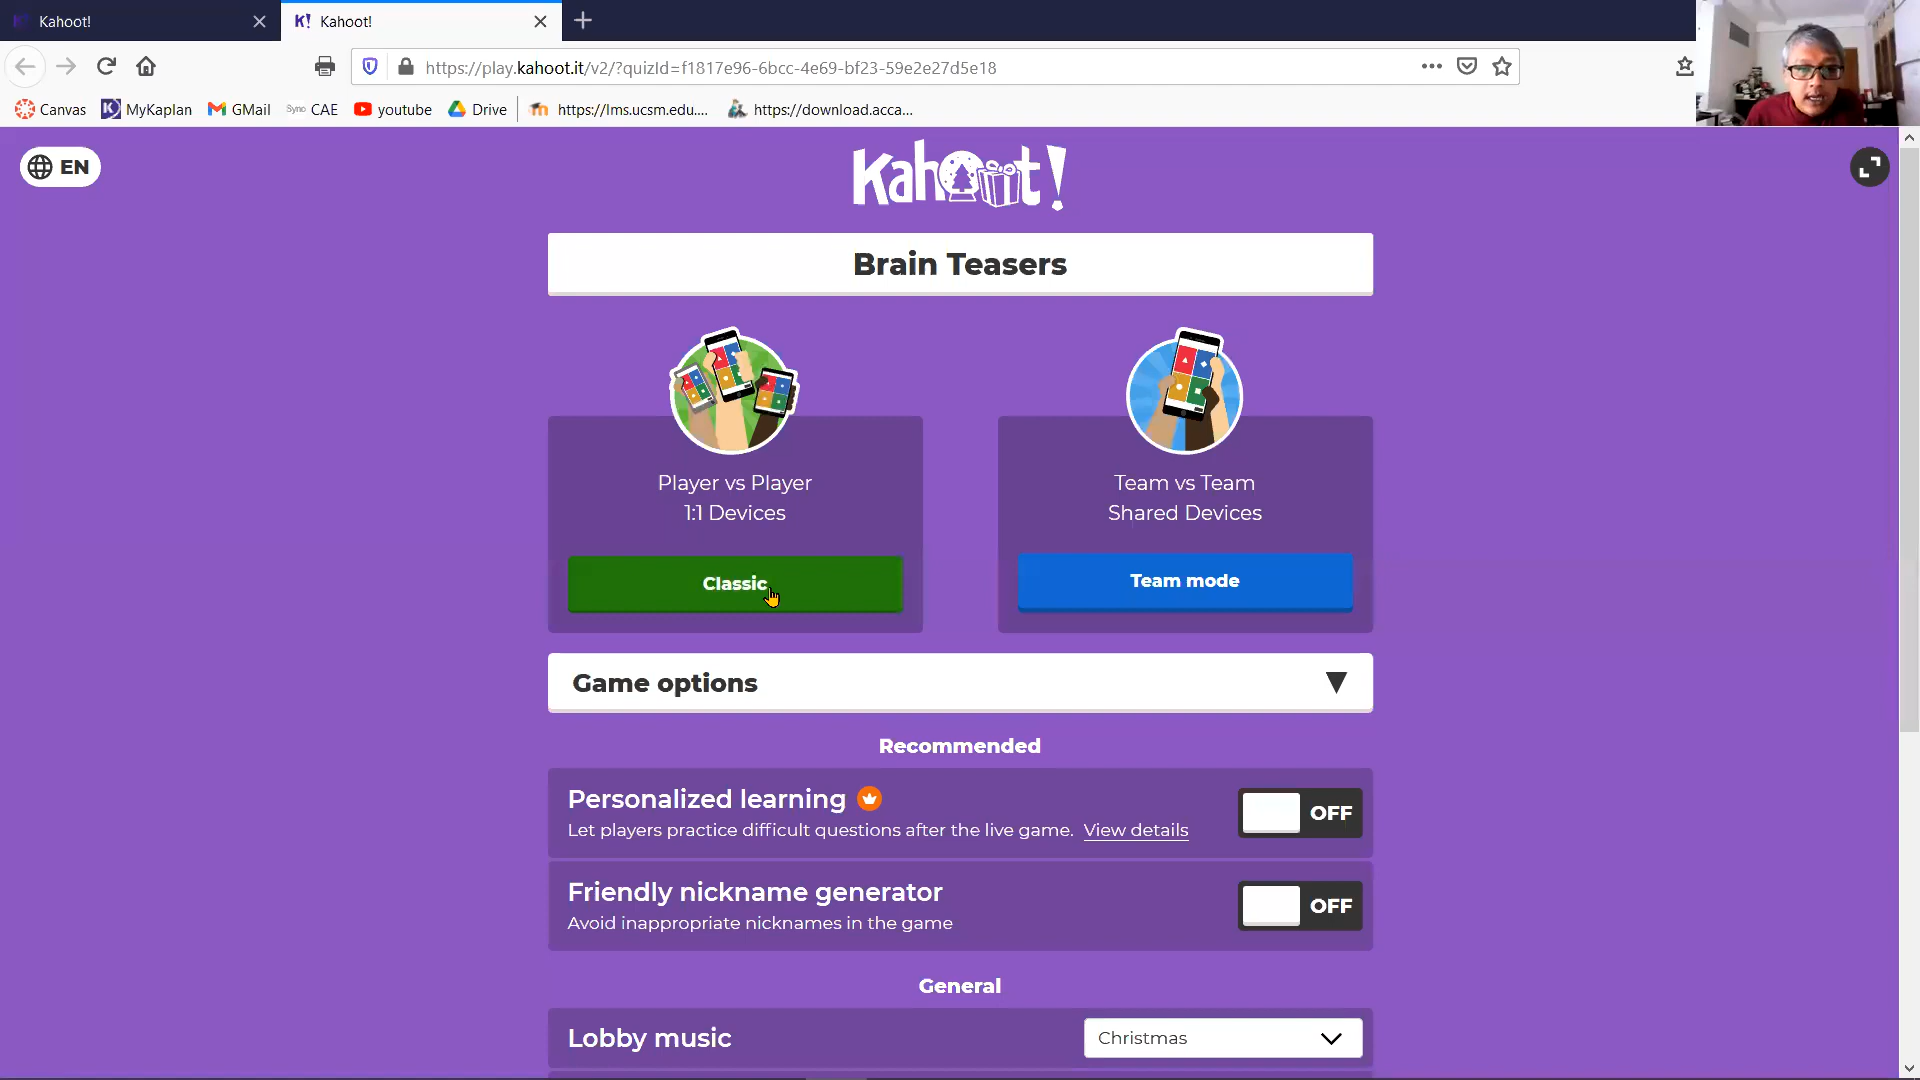 Kahoot!
Kahoot!
https://play.kahoot.it/v2/?quizId=f1817e96-6bcc-4e69-bf23-59e2e27d5e18
Canvas
MyKaplan
GMail
Syno CAE
youtube
Drive
https://lms.ucsm.edu....
https://download.acca...
EN
Kahoot!
Brain Teasers
Player vs Player
1:1 Devices
Classic
Team vs Team
Shared Devices
Team mode
Game options
Recommended
Personalized learning
Let players practice difficult questions after the live game. View details
OFF
Friendly nickname generator
Avoid inappropriate nicknames in the game
OFF
General
Lobby music
Christmas